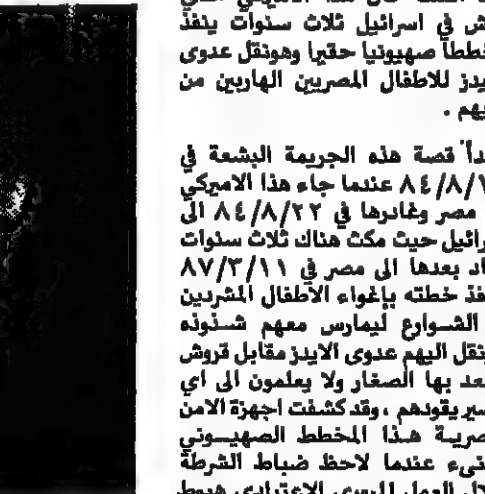 ش في اسرائيل ثلاث سنوات ينفذ
خططا صهيونيا حقيرا وهونقل عدوى
يدز للاطفال المصريين الهاربين من
يهم .
دأ قصة هذه الجريمة البشعة في
٨٤/٨/ عندما جاء هذا الاميركي
مصر وغادرها في ٨٤/٨/٢٢ الى
رائيل حيث مكث هناك ثلاث سنوات
اد بعدها الى مصر في ٨٧/٣/١١
فذ خطته باغواء الاطفال المشردين
الشوارع ليمارس معهم شذوذه
نقل اليهم عدوى الايدز مقابل قروش
عد بها الصغار ولا يعلمون الى اي
سير يقودهم ، وقد كشفت اجهزة الامن
صرية هذا المخطط الصهيوني
نيء عندما لاحظ ضباط الشرطة